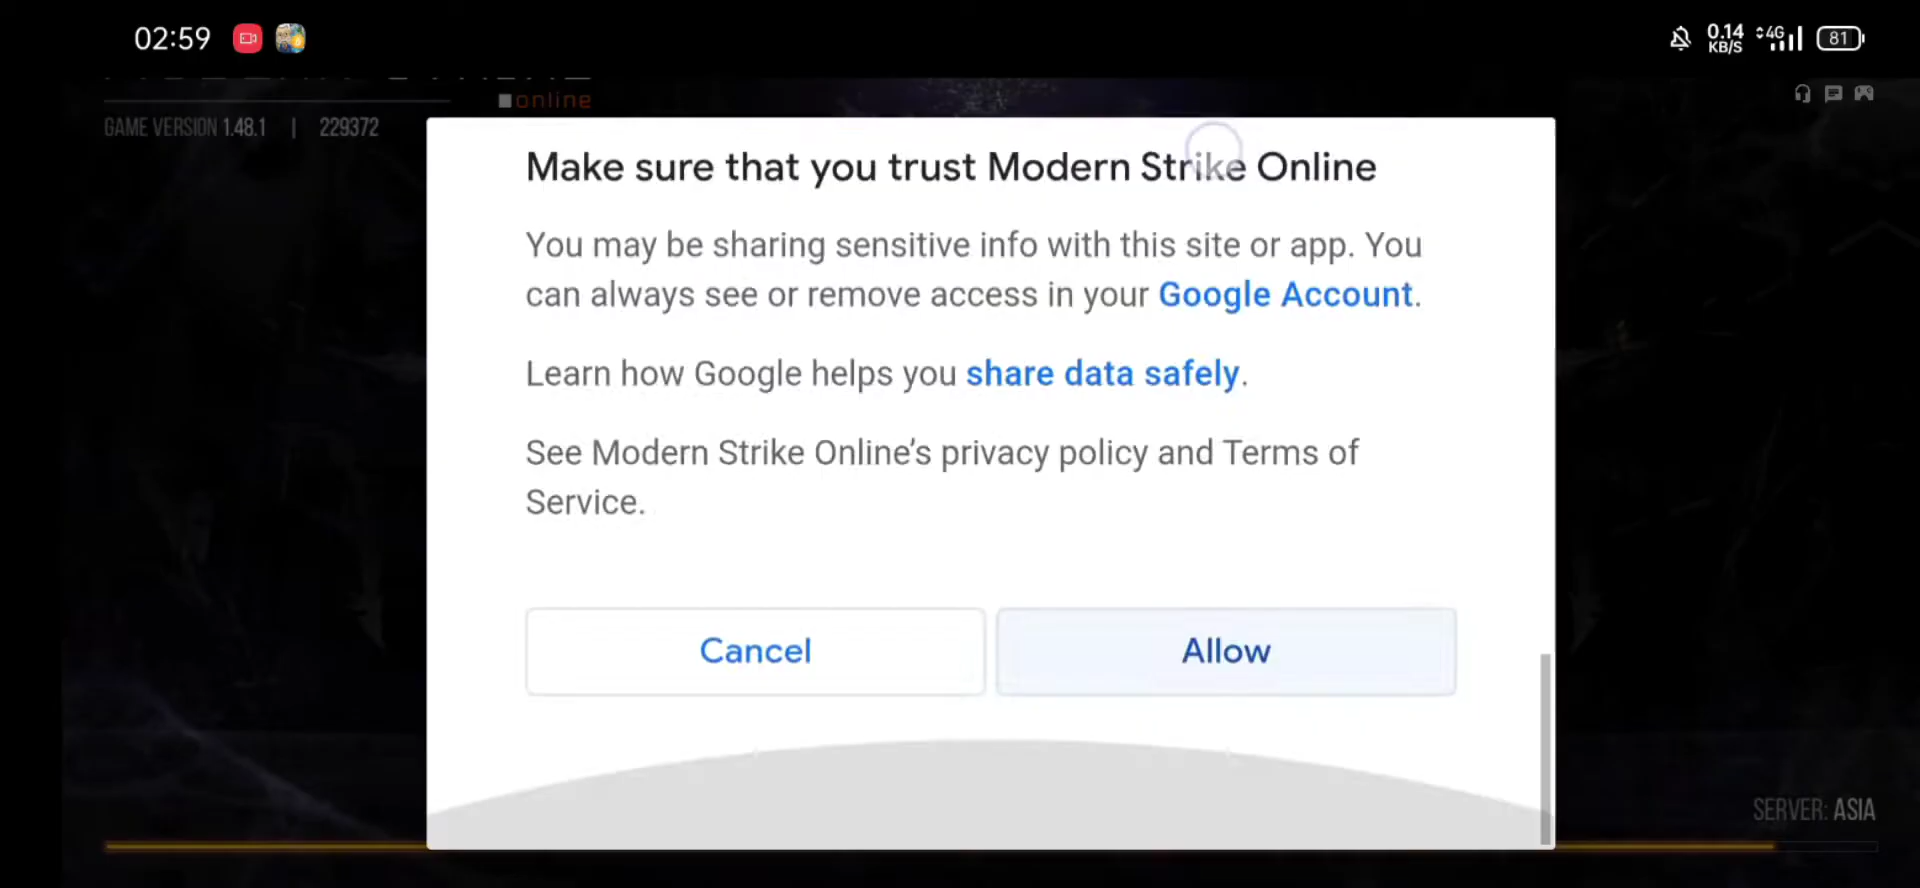 02:59
0.14
KB/S
4G
81
online
GAME VERSION 1.48.1 | 229372
Make sure that you trust Modern Strike Online
You may be sharing sensitive info with this site or app. You
can always see or remove access in your Google Account.
Learn how Google helps you share data safely.
See Modern Strike Online’s privacy policy and Terms of
Service.
Cancel
Allow
SERVER: ASIA